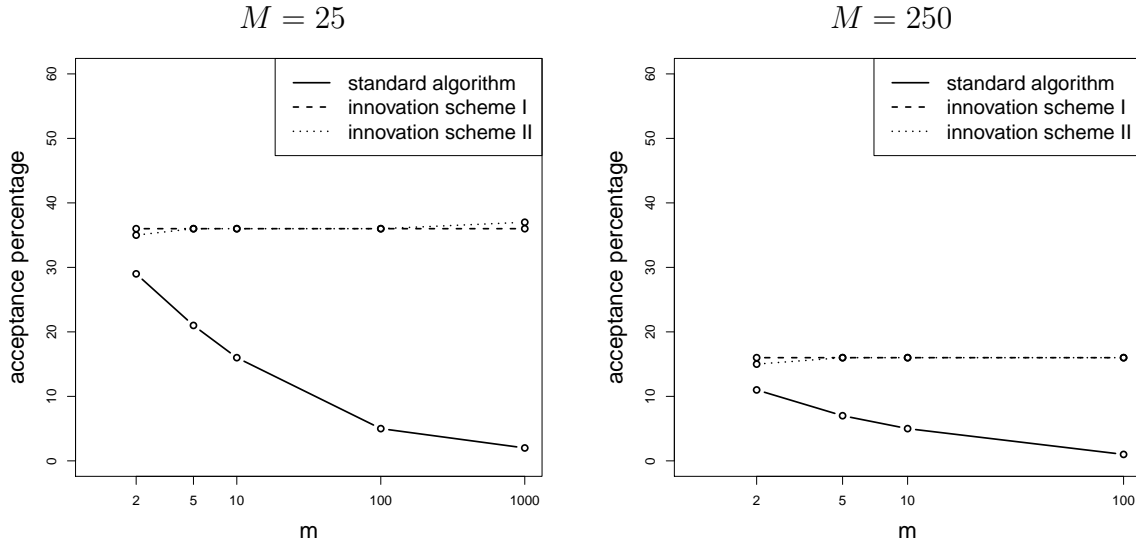 M = 25
acceptance percentage
60
50
40
30
20
10
0
standard algorithm
innovation scheme I
innovation scheme II
2 5 10 100 1000
m
M = 250
acceptance percentage
60
50
40
30
20
10
0
standard algorithm
innovation scheme I
innovation scheme II
2 5 10 100
m